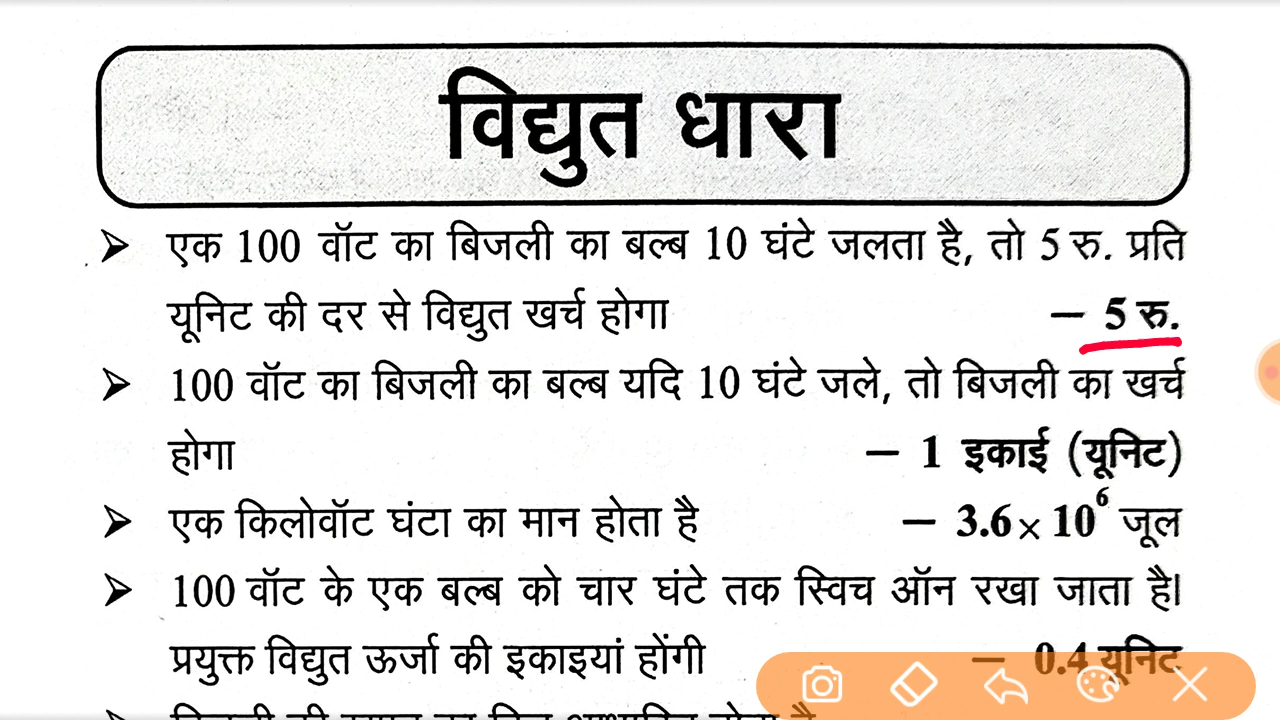 विद्युत धारा
➢ एक 100 वॉट का बिजली का बल्ब 10 घंटे जलता है, तो 5 रु. प्रति
यूनिट की दर से विद्युत खर्च होगा – 5 रु.
➢ 100 वॉट का बिजली का बल्ब यदि 10 घंटे जले, तो बिजली का खर्च
होगा – 1 इकाई (यूनिट)
➢ एक किलोवॉट घंटा का मान होता है – 3.6 × 10⁶ जूल
➢ 100 वॉट के एक बल्ब को चार घंटे तक स्विच ऑन रखा जाता है।
प्रयुक्त विद्युत ऊर्जा की इकाइयां होंगी – 0.4 यूनिट